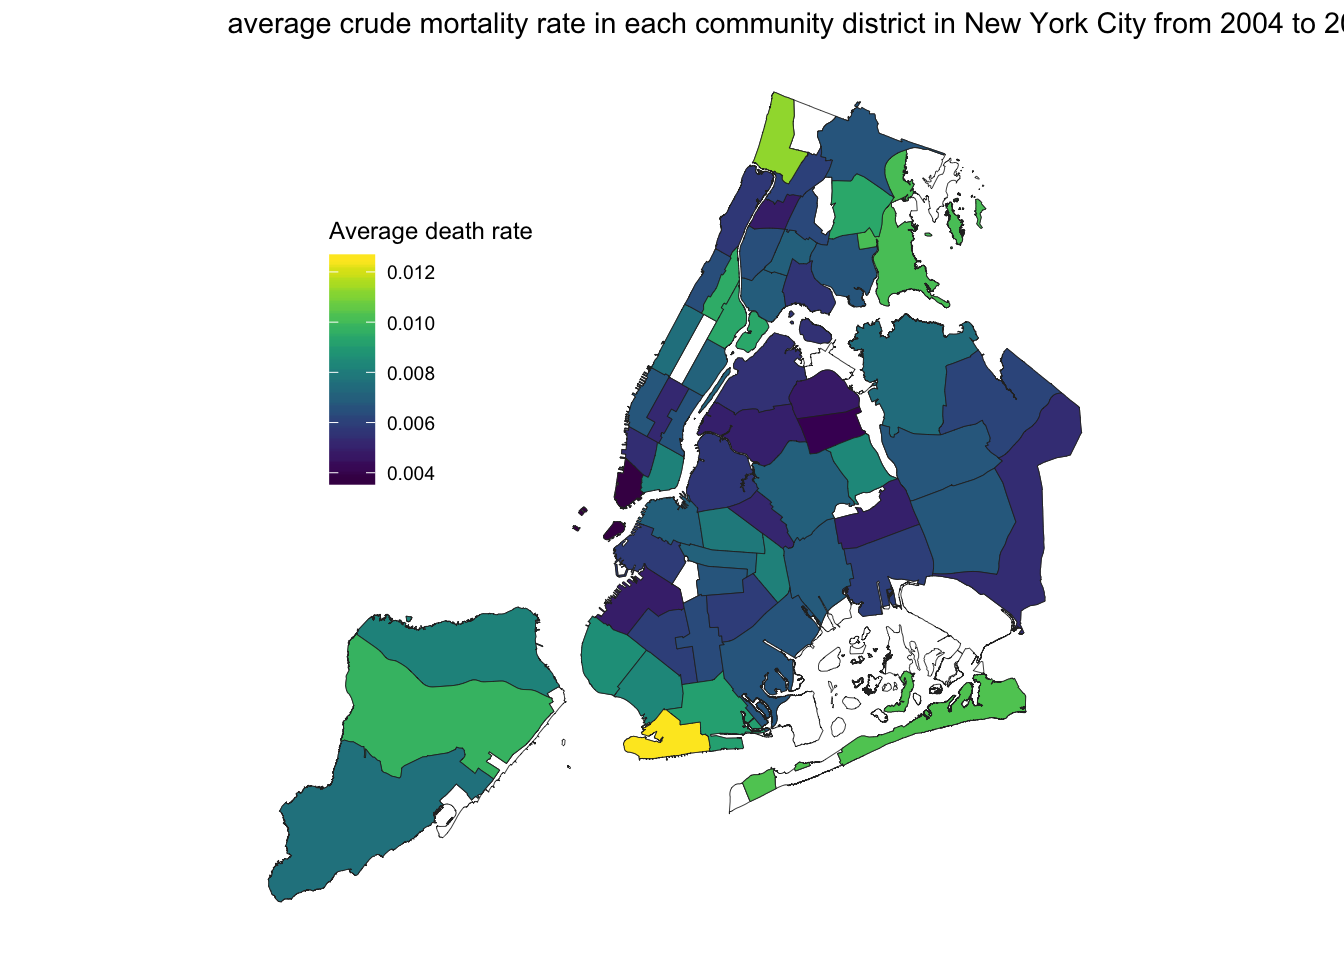 average crude mortality rate in each community district in New York City from 2004 to
Average death rate
0.012
0.010
0.008
0.006
0.004